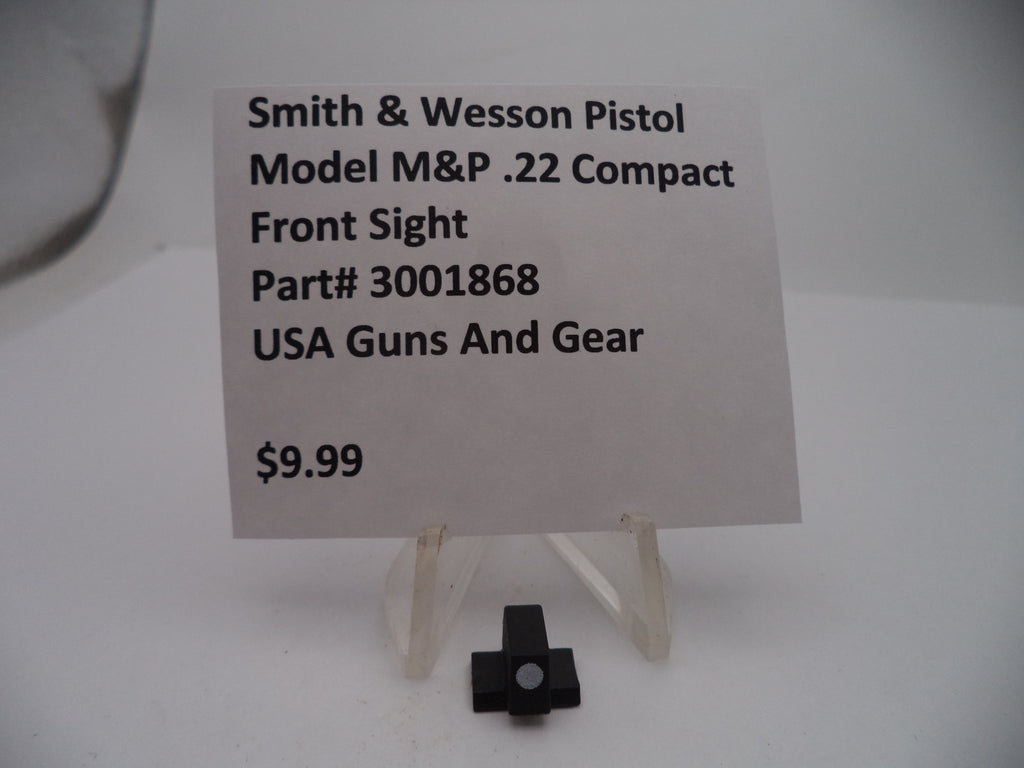 Smith & Wesson Pistol
Model M&P .22 Compact
Front Sight
Part# 3001868
USA Guns And Gear
$9.99